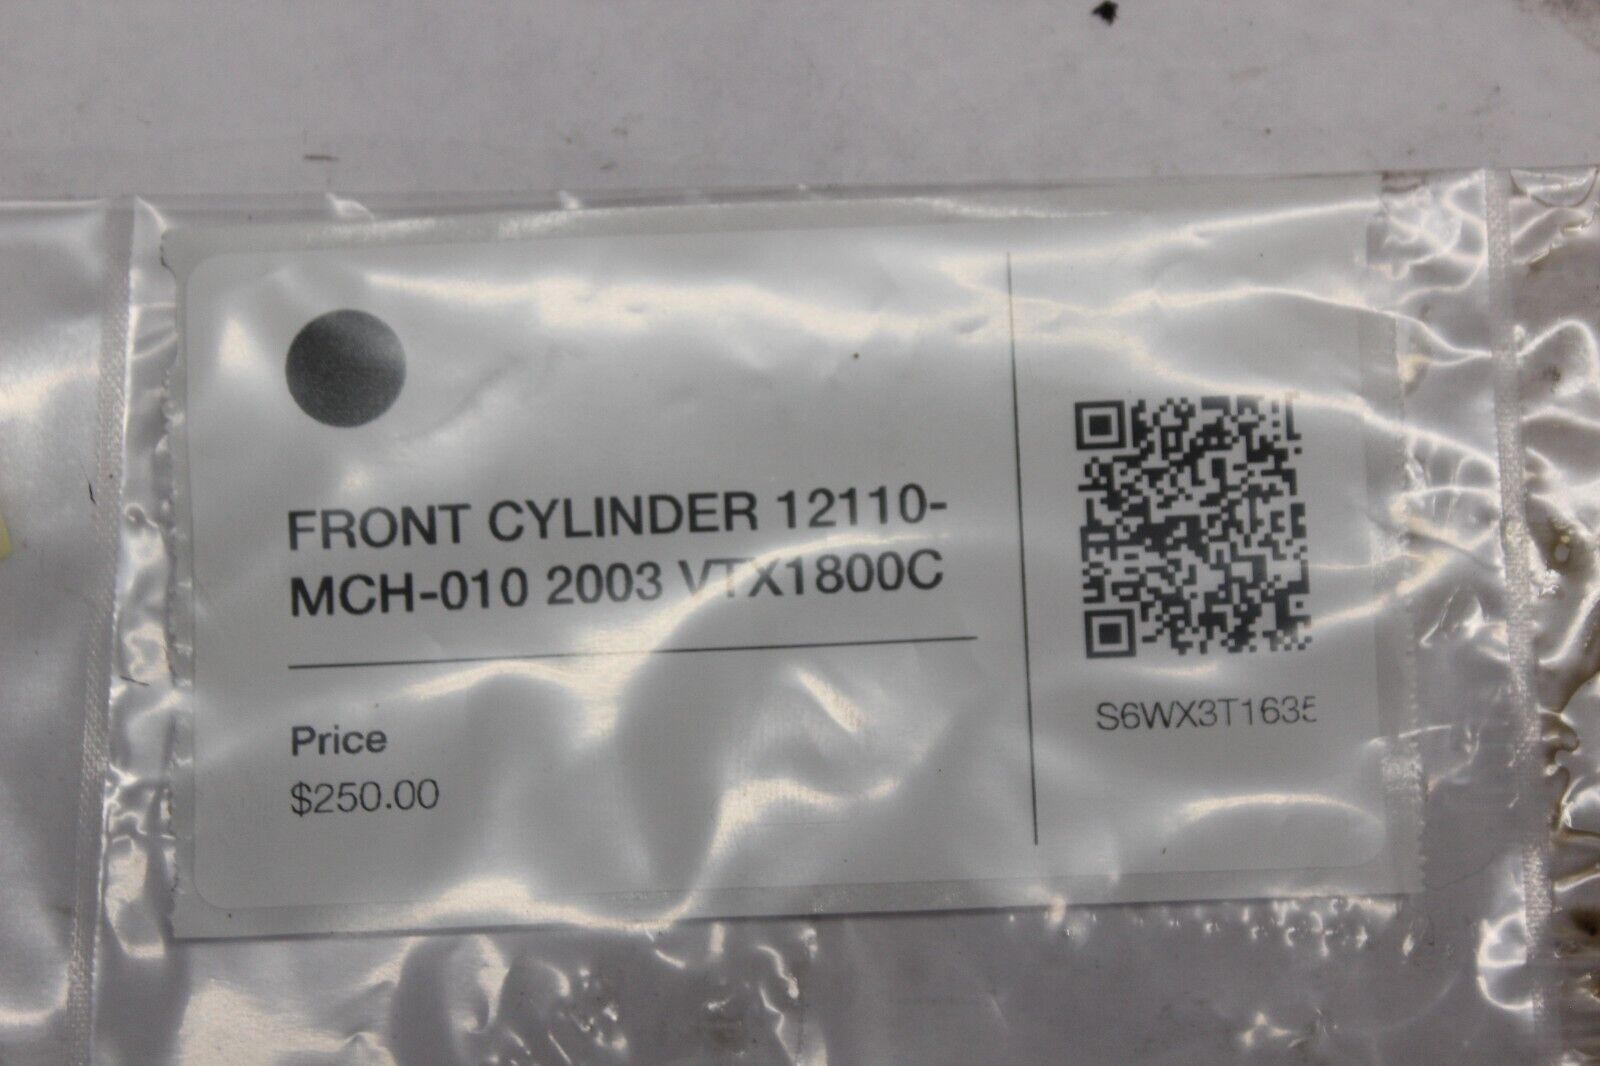 FRONT CYLINDER 12110-
MCH-010 2003 VTX1800C
Price
$250.00
S6WX3T1635